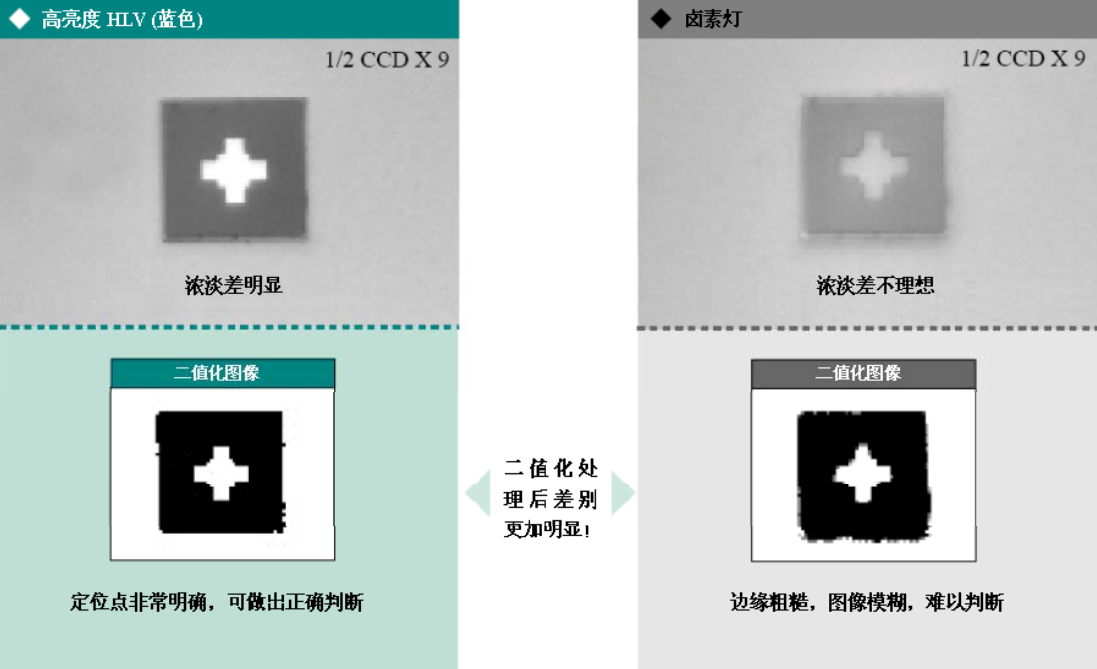 高亮度 HLV (蓝色)
1/2 CCD X 9
浓淡差明显
二值化图像
定位点非常明确，可做出正确判断
二值化处
理后差别
更加明显!
卤素灯
1/2 CCD X 9
浓淡差不理想
二值化图像
边缘粗糙，图像模糊，难以判断